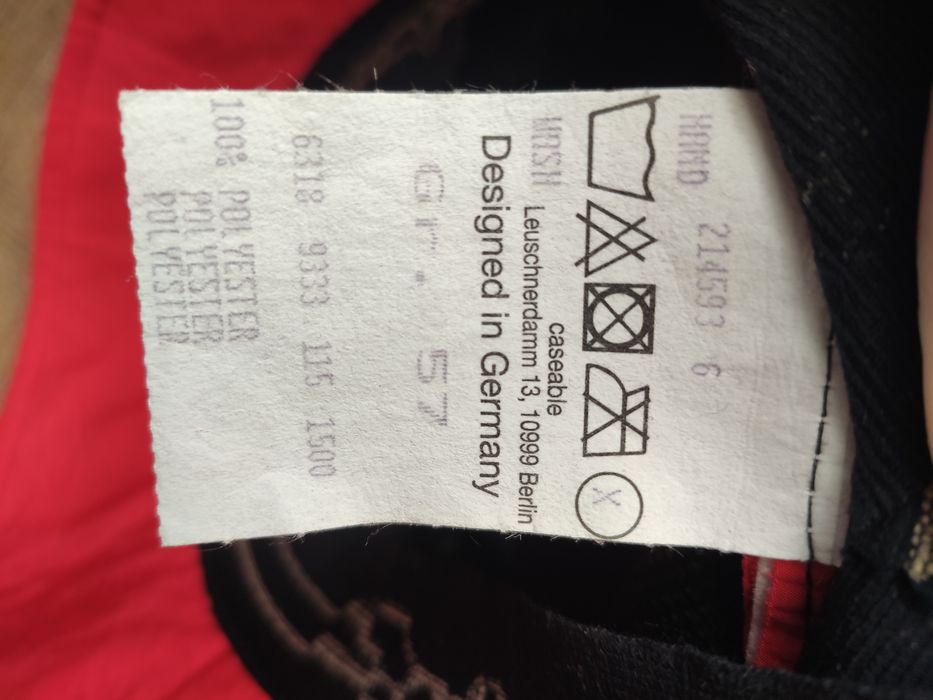 HAND 214593 6
X
WASH
caseable
Leuschnerdamm 13, 10999 Berlin
Designed in Germany
Gr. 57
6318 9333 115 1500
100% POLYESTER
POLYESTER
POLYESTER